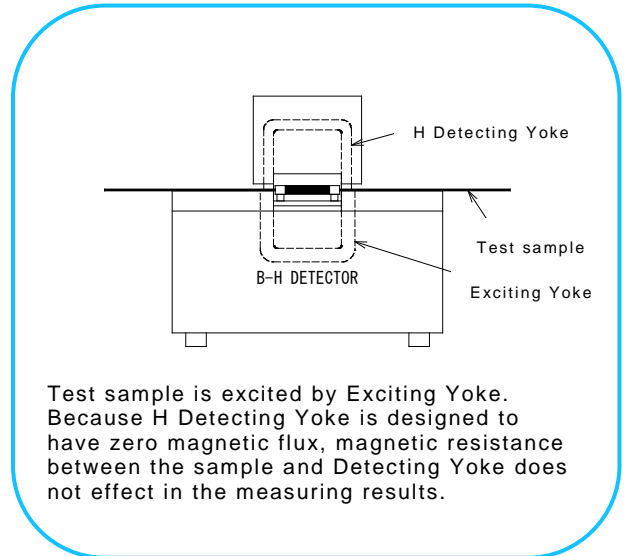 H Detecting Yoke
Test sample
Exciting Yoke
B-H DETECTOR
Test sample is excited by Exciting Yoke.
Because H Detecting Yoke is designed to
have zero magnetic flux, magnetic resistance
between the sample and Detecting Yoke does
not effect in the measuring results.